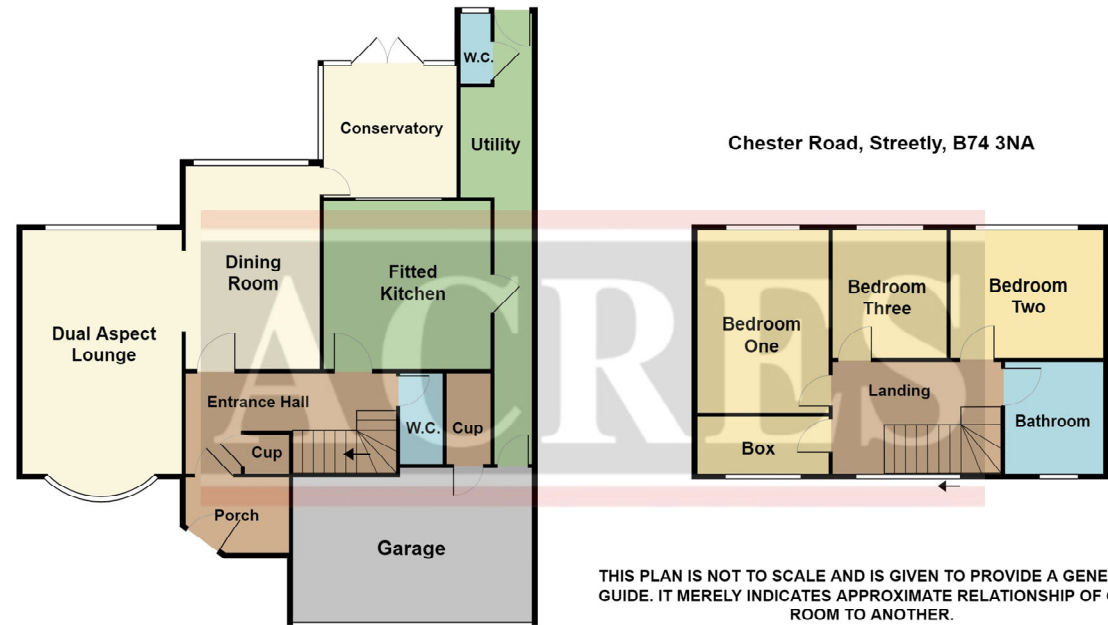 W.C.
Conservatory
Utility
Chester Road, Streetly, B74 3NA
Dining
Room
Fitted
Kitchen
Dual Aspect
Lounge
Entrance Hall
W.C.
Cup
Cup
Porch
Garage
Bedroom
One
Bedroom
Three
Bedroom
Two
Landing
Box
Bathroom
ACRES
THIS PLAN IS NOT TO SCALE AND IS GIVEN TO PROVIDE A
GUIDE. IT MERELY INDICATES APPROXIMATE RELATIONSHIP OF
ROOM TO ANOTHER.